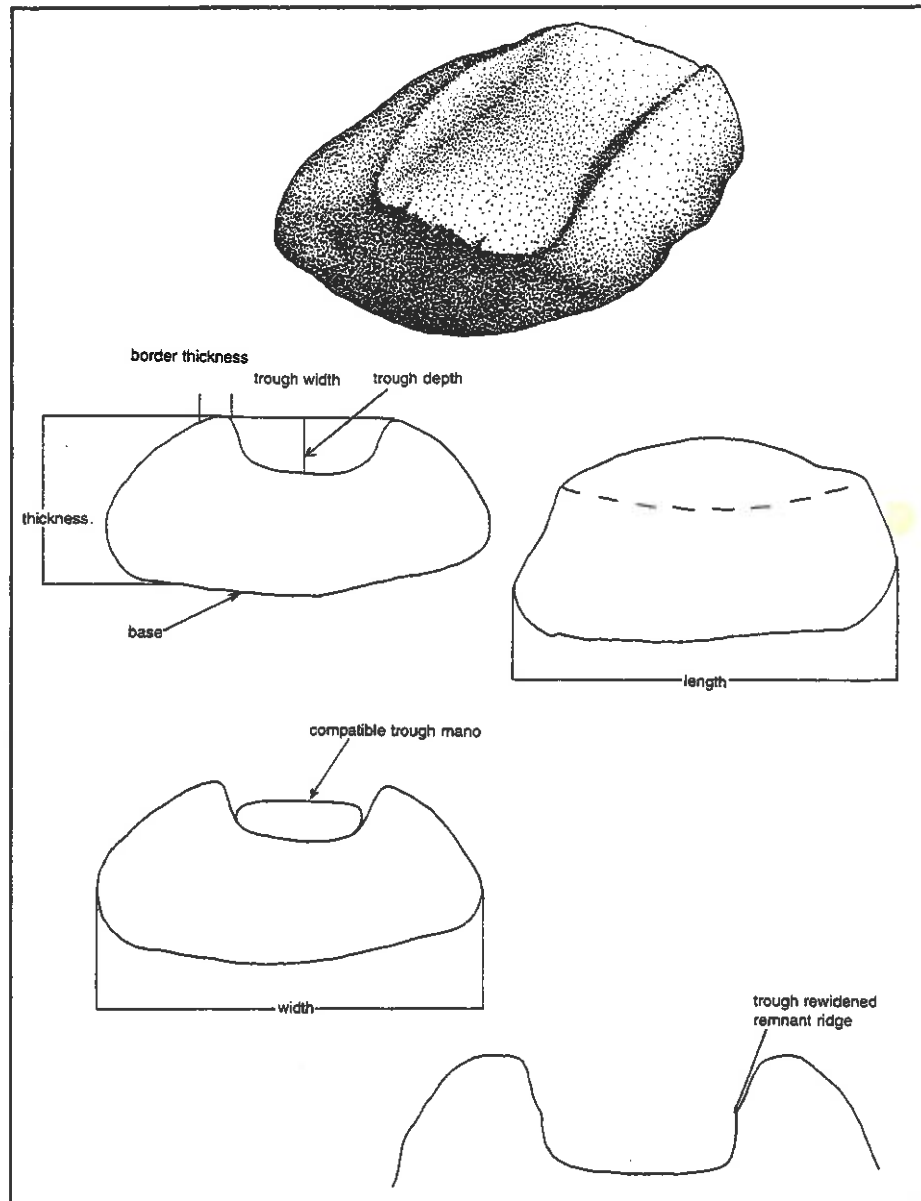 border thickness
trough width
trough depth
thickness.
base
length
compatible trough mano
width
trough rewidened
remnant ridge